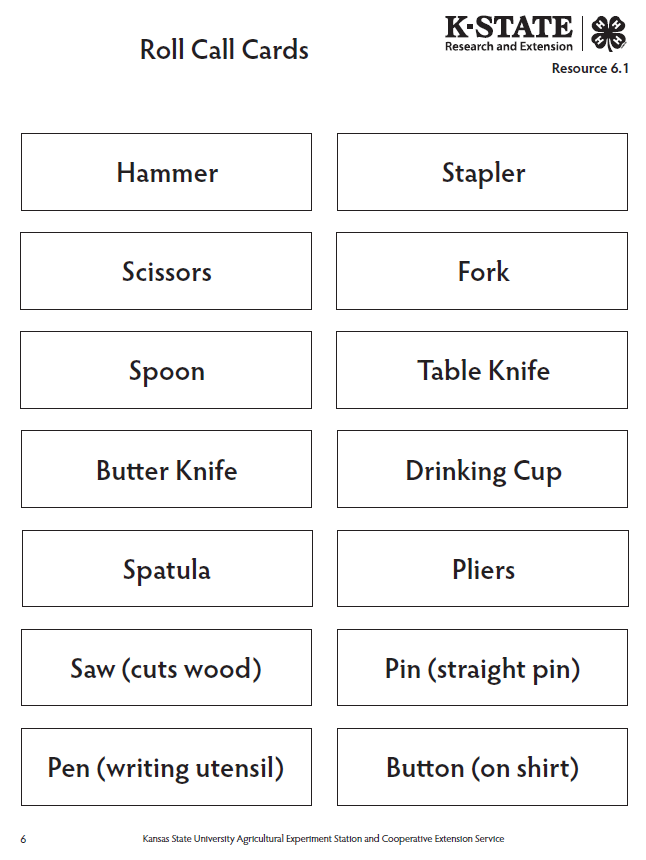 Roll Call Cards
K-STATE
Research and Extension
H H H H
Resource 6.1
Hammer
Stapler
Scissors
Fork
Spoon
Table Knife
Butter Knife
Drinking Cup
Spatula
Pliers
Saw (cuts wood)
Pin (straight pin)
Pen (writing utensil)
Button (on shirt)
6
Kansas State University Agricultural Experiment Station and Cooperative Extension Service